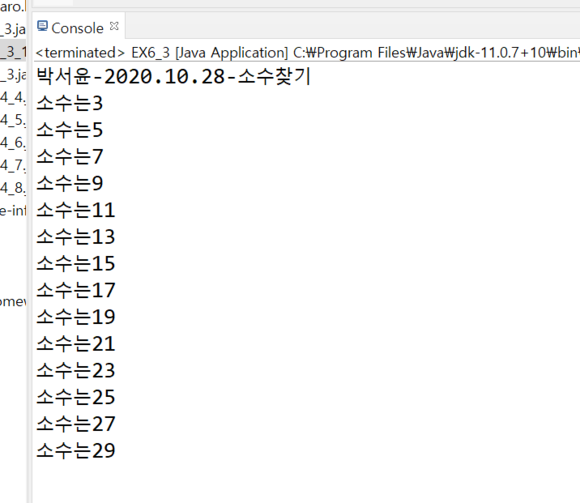 aro.
_3.ja
_3_1
_3.ja
4_4.
4_5.
4_6.
4_7.
4_8.
e-inf
omew
Console
<terminated> EX6_3 [Java Application] C:₩Program Files₩Java₩jdk-11.0.7+10₩bin₩
박서윤-2020.10.28-소수찾기
소수는3
소수는5
소수는7
소수는9
소수는11
소수는13
소수는15
소수는17
소수는19
소수는21
소수는23
소수는25
소수는27
소수는29